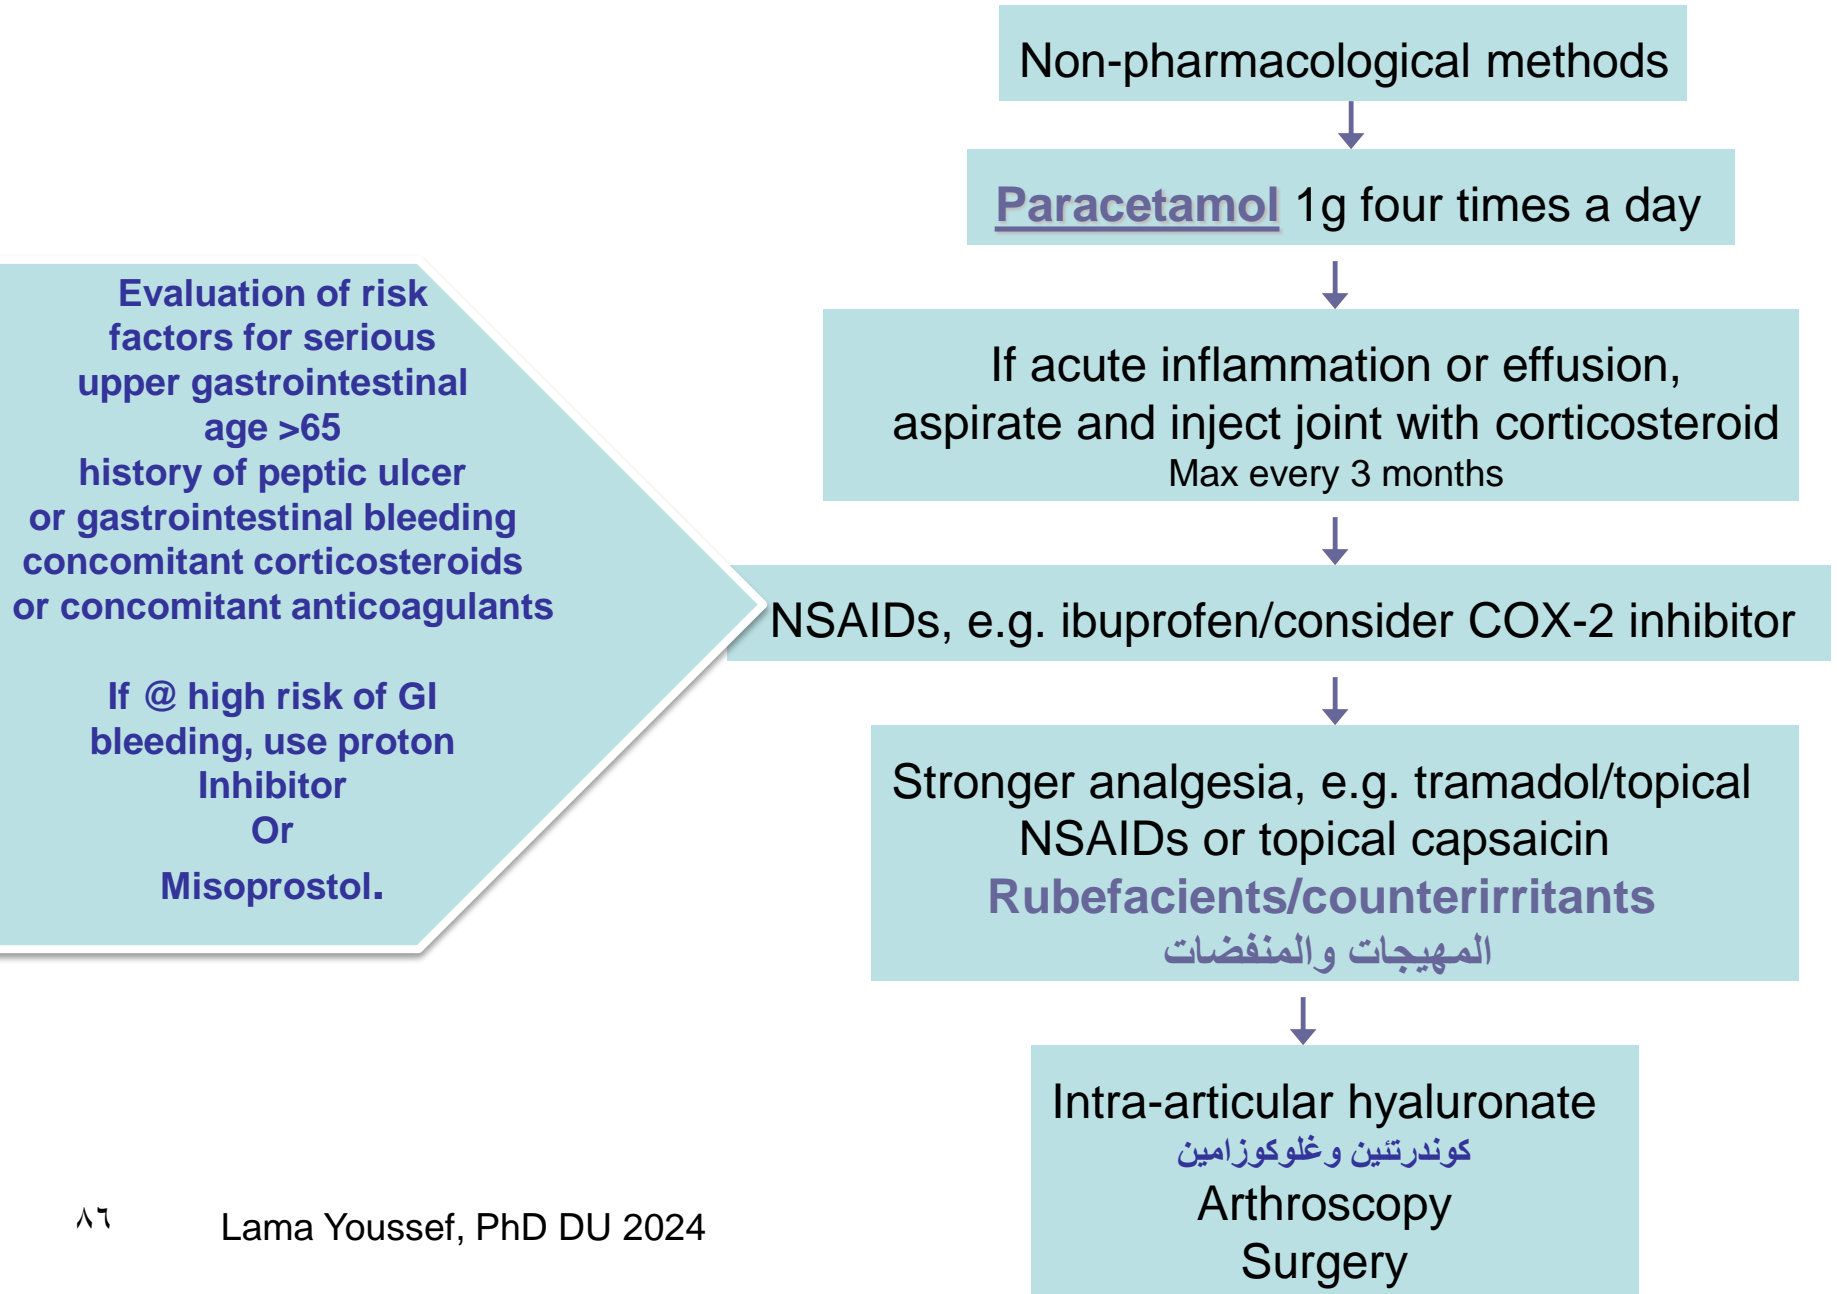 Non-pharmacological methods
Paracetamol 1g four times a day
If acute inflammation or effusion,
aspirate and inject joint with corticosteroid
Max every 3 months
Evaluation of risk
factors for serious
upper gastrointestinal
age >65
history of peptic ulcer
or gastrointestinal bleeding
concomitant corticosteroids
or concomitant anticoagulants
If @ high risk of GI
bleeding, use proton
Inhibitor
Or
Misoprostol.
NSAIDs, e.g. ibuprofen/consider COX-2 inhibitor
Stronger analgesia, e.g. tramadol/topical
NSAIDs or topical capsaicin
Rubefacients/counterirritants
المهيجات والمنفضات
Intra-articular hyaluronate
كوندرتئين وغلوكوزامين
Arthroscopy
Surgery
٨٦
Lama Youssef, PhD DU 2024